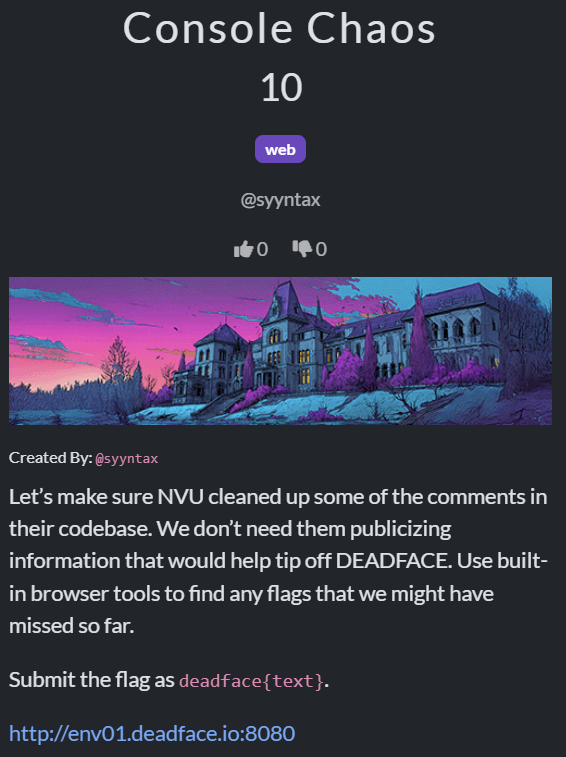 Console Chaos
10
web
@syyntax
0 0
Created By: @syyntax
Let’s make sure NVU cleaned up some of the comments in
their codebase. We don’t need them publicizing
information that would help tip off DEADFACE. Use built-
in browser tools to find any flags that we might have
missed so far.
Submit the flag as deadface{text}.
http://env01.deadface.io:8080